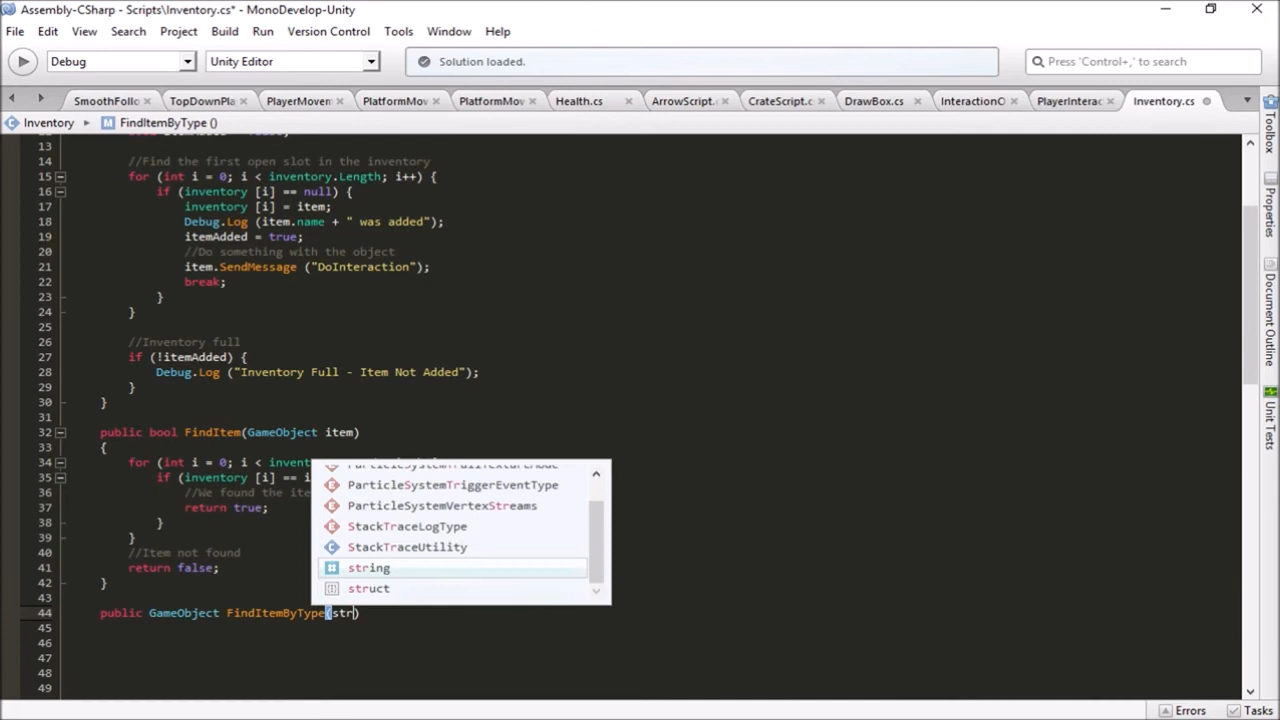 Assembly-CSharp - Scripts\Inventory.cs* - MonoDevelop-Unity
File Edit View Search Project Build Run Version Control Tools Window Help
Debug Unity Editor Solution loaded. Press 'Control+,' to search
SmoothFollo TopDownPla PlayerMovem PlatformMov PlatformMov Health.cs ArrowScript. CrateScript.c DrawBox.cs InteractionO PlayerInterac Inventory.cs
Inventory FindItemByType ()
13
14 //Find the first open slot in the inventory
15 for (int i = 0; i < inventory.Length; i++) {
16 if (inventory [i] == null) {
17 inventory [i] = item;
18 Debug.Log (item.name + " was added");
19 itemAdded = true;
20 //Do something with the object
21 item.SendMessage ("DoInteraction");
22 break;
23 }
24 }
25
26 //Inventory full
27 if (!itemAdded) {
28 Debug.Log ("Inventory Full - Item Not Added");
29 }
30 }
31
32 public bool FindItem(GameObject item)
33 {
34 for (int i = 0; i < invent
35 if (inventory [i] == i
36 //We found the ite
37 return true;
38 }
39 }
40 //Item not found
41 return false;
42 }
43
44 public GameObject FindItemByType(str)
45
46
47
48
49
ParticleSystemTriggerEventType
ParticleSystemVertexStreams
StackTraceLogType
StackTraceUtility
string
struct
Toolbox
Properties
Document Outline
Unit Tests
Errors Tasks